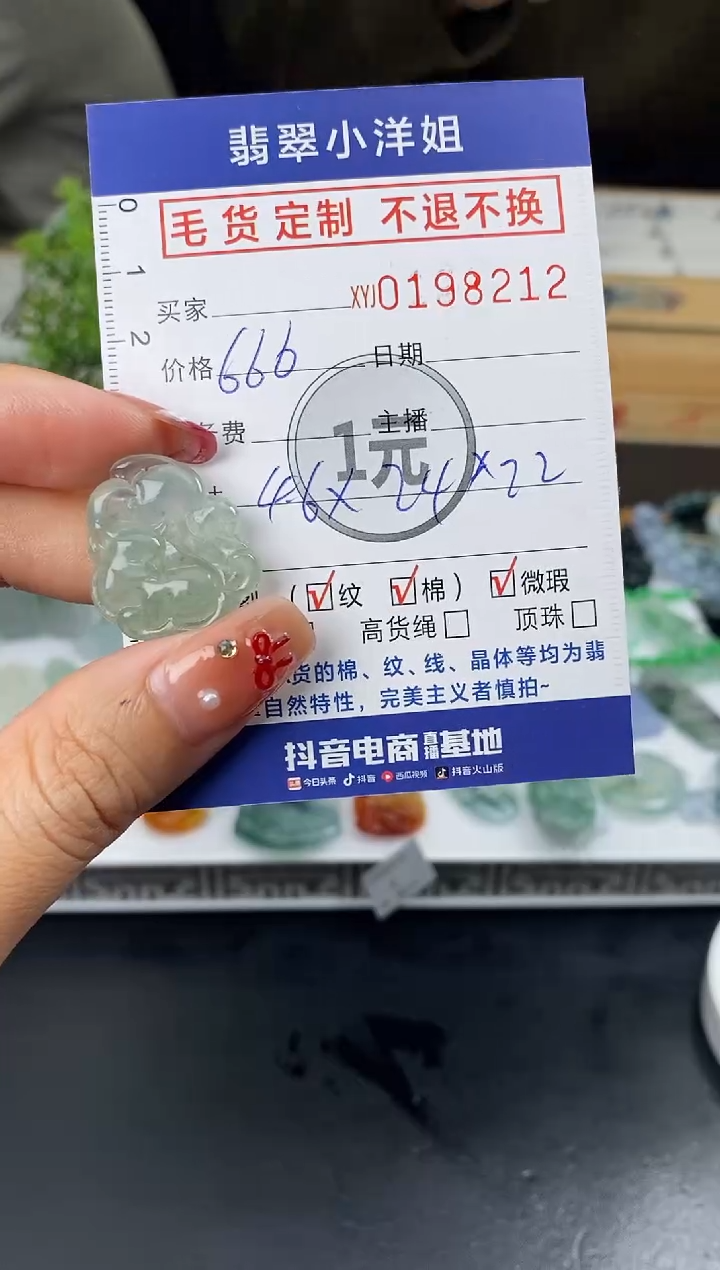 翡翠小洋姐
毛货定制 不退不换
0
1
2
买家 XYJ0198212
价格 666 日期
费 主播
1元
46×24×22
(☑纹 ☑棉) ☑微瑕
高货绳□ 顶珠□
货的棉、纹、线、晶体等均为翡
自然特性，完美主义者慎拍~
抖音电商直播基地
头条 今日头条 抖音 西瓜视频 抖音火山版